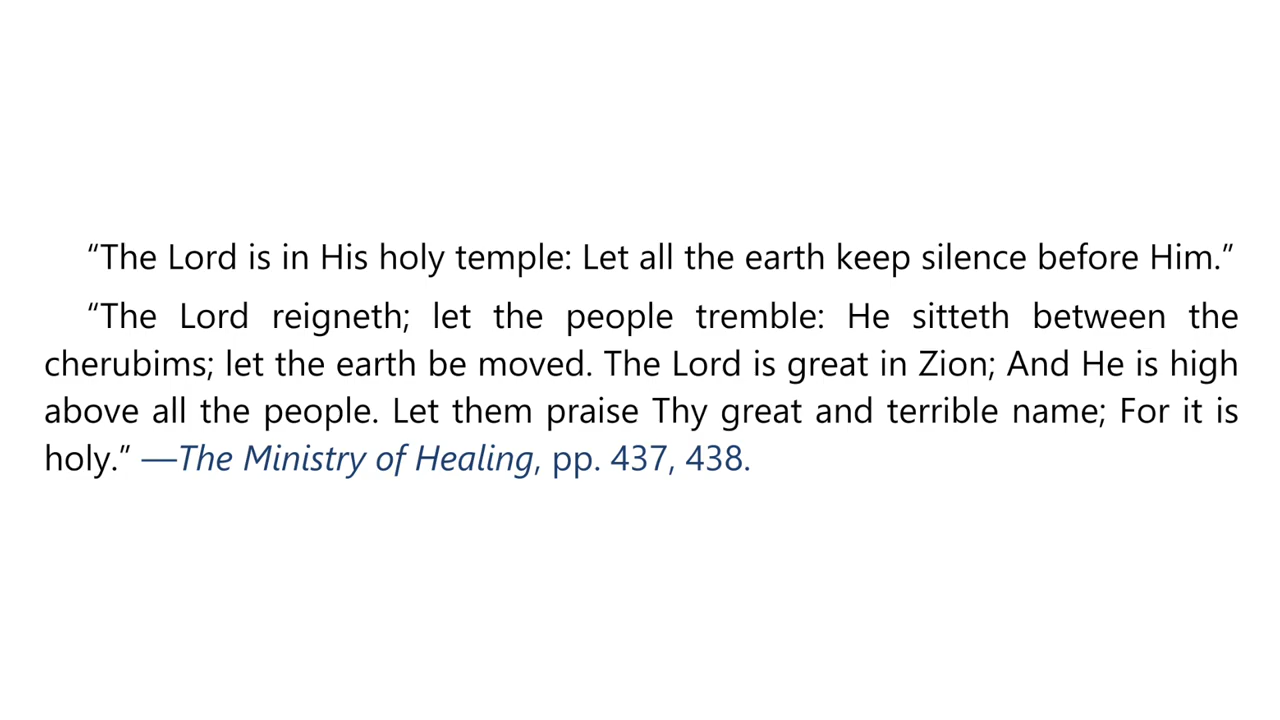 “The Lord is in His holy temple: Let all the earth keep silence before Him.”
“The Lord reigneth; let the people tremble: He sitteth between the
cherubims; let the earth be moved. The Lord is great in Zion; And He is high
above all the people. Let them praise Thy great and terrible name; For it is
holy.” —The Ministry of Healing, pp. 437, 438.